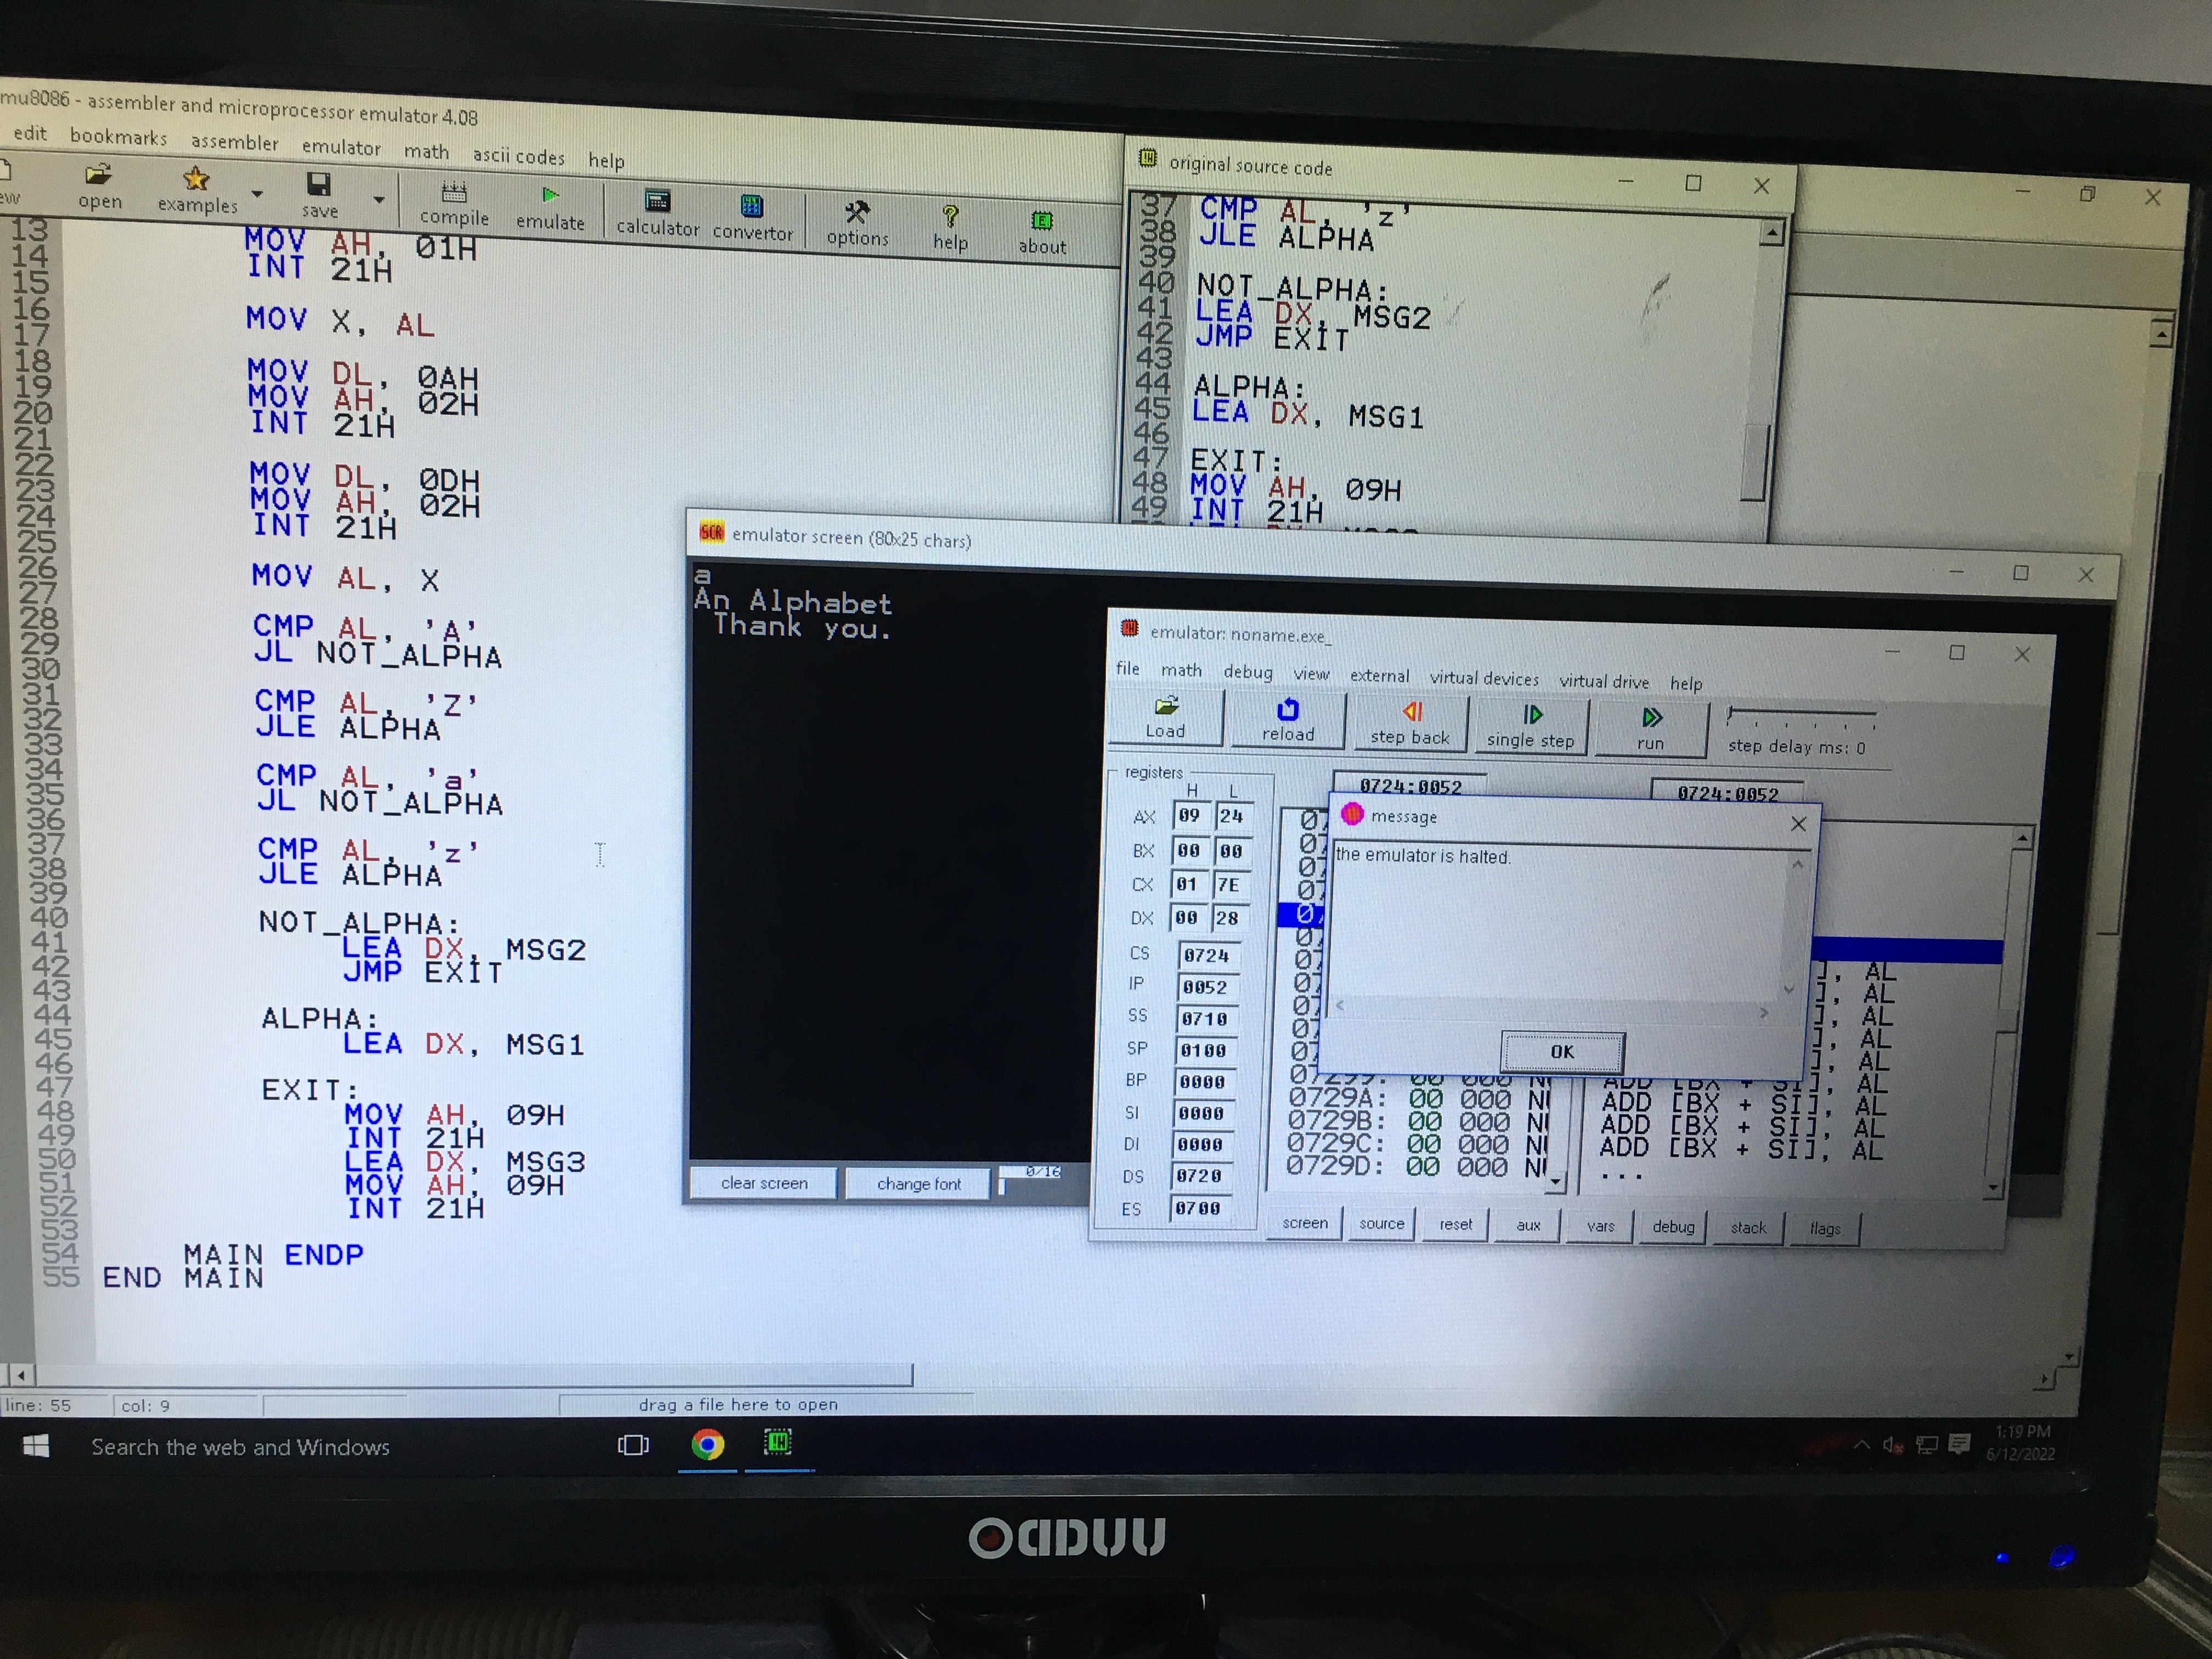 mu8086 - assembler and microprocessor emulator 4.08
edit bookmarks assembler emulator math ascii codes help
open examples save compile emulate calculator convertor options help about
13
14 MOV AH, 01H
15 INT 21H
16
17 MOV X, AL
18
19 MOV DL, 0AH
20 MOV AH, 02H
21 INT 21H
22
23 MOV DL, 0DH
24 MOV AH, 02H
25 INT 21H
26
27 MOV AL, X
28
29 CMP AL, 'A'
30 JL NOT_ALPHA
31
32 CMP AL, 'Z'
33 JLE ALPHA
34
35 CMP AL, 'a'
36 JL NOT_ALPHA
37 CMP AL, 'z'
38 JLE ALPHA
39
40 NOT_ALPHA:
41 LEA DX, MSG2
42 JMP EXIT
43
44 ALPHA:
45 LEA DX, MSG1
46
47 EXIT:
48 MOV AH, 09H
49 INT 21H
50 LEA DX, MSG3
51 MOV AH, 09H
52 INT 21H
53
54 MAIN ENDP
55 END MAIN
line: 55 col: 9 drag a file here to open
original source code
37 CMP AL, 'z'
38 JLE ALPHA
39
40 NOT_ALPHA:
41 LEA DX, MSG2
42 JMP EXIT
43
44 ALPHA:
45 LEA DX, MSG1
46
47 EXIT:
48 MOV AH, 09H
49 INT 21H
SCR emulator screen (80x25 chars)
a
An Alphabet
Thank you.
clear screen change font 0/16
emulator: noname.exe_
file math debug view external virtual devices virtual drive help
Load reload step back single step run step delay ms: 0
registers
H L
0724:0052 0724:0052
AX 09 24
BX 00 00
CX 01 7E
DX 00 28
CS 0724
IP 0052
SS 0710
SP 0100
BP 0000
SI 0000
DI 0000
DS 0720
ES 0700
message
the emulator is halted.
OK
], AL
], AL
], AL
], AL
], AL
07299: 00 000 ADD [BX + SI], AL
0729A: 00 000 ADD [BX + SI], AL
0729B: 00 000 ADD [BX + SI], AL
0729C: 00 000 ADD [BX + SI], AL
0729D: 00 000 ...
screen source reset aux vars debug stack flags
Search the web and Windows
1:19 PM
6/12/2022